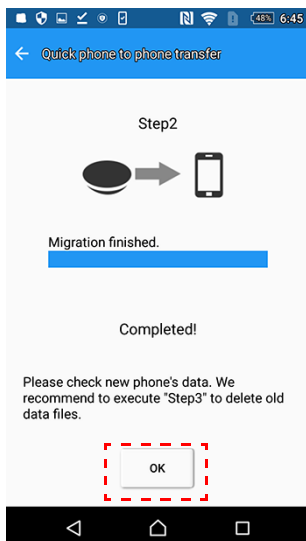 48% 6:45
Quick phone to phone transfer
Step2
Migration finished.
Completed!
Please check new phone's data. We
recommend to execute "Step3" to delete old
data files.
OK